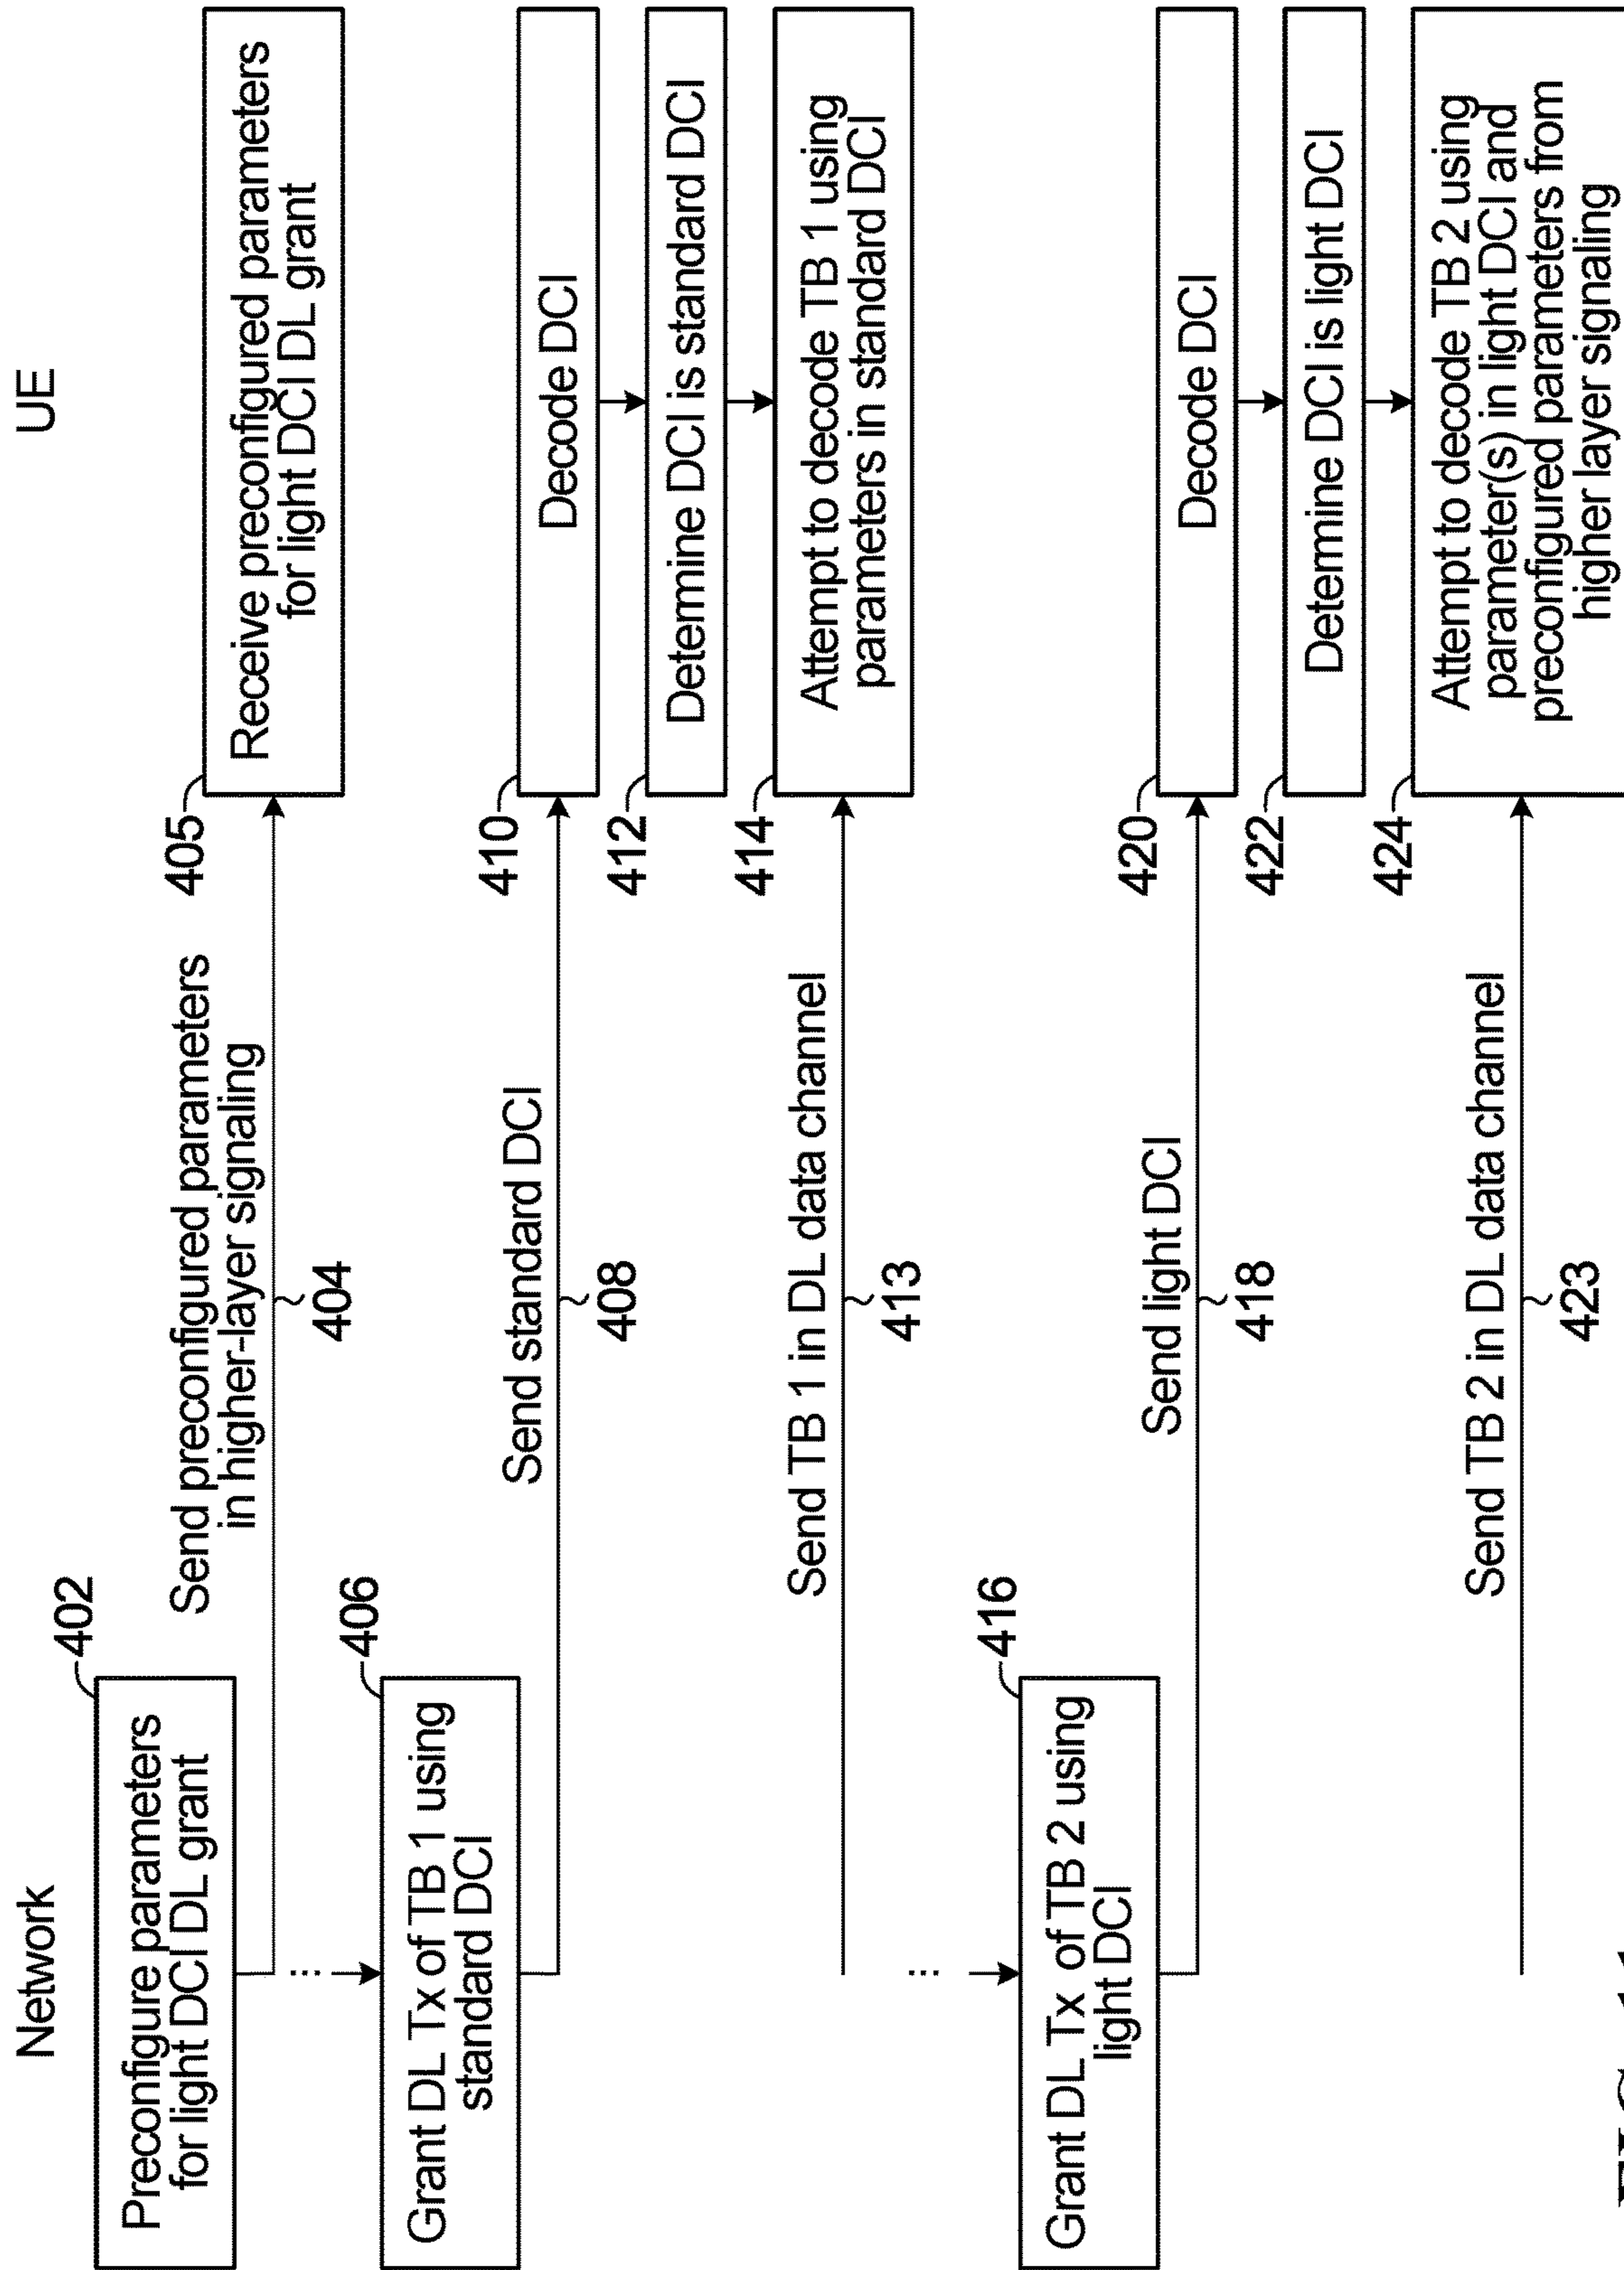 Network
UE
402
Preconfigure parameters
for light DCI DL grant
Send preconfigured parameters
in higher-layer signaling
404
405
Receive preconfigured parameters
for light DCI DL grant
406
Grant DL Tx of TB 1 using
standard DCI
Send standard DCI
408
410
Decode DCI
412
Determine DCI is standard DCI
Send TB 1 in DL data channel
413
414
Attempt to decode TB 1 using
parameters in standard DCI
416
Grant DL Tx of TB 2 using
light DCI
Send light DCI
418
420
Decode DCI
422
Determine DCI is light DCI
Send TB 2 in DL data channel
423
424
Attempt to decode TB 2 using
parameter(s) in light DCI and
preconfigured parameters from
higher layer signaling